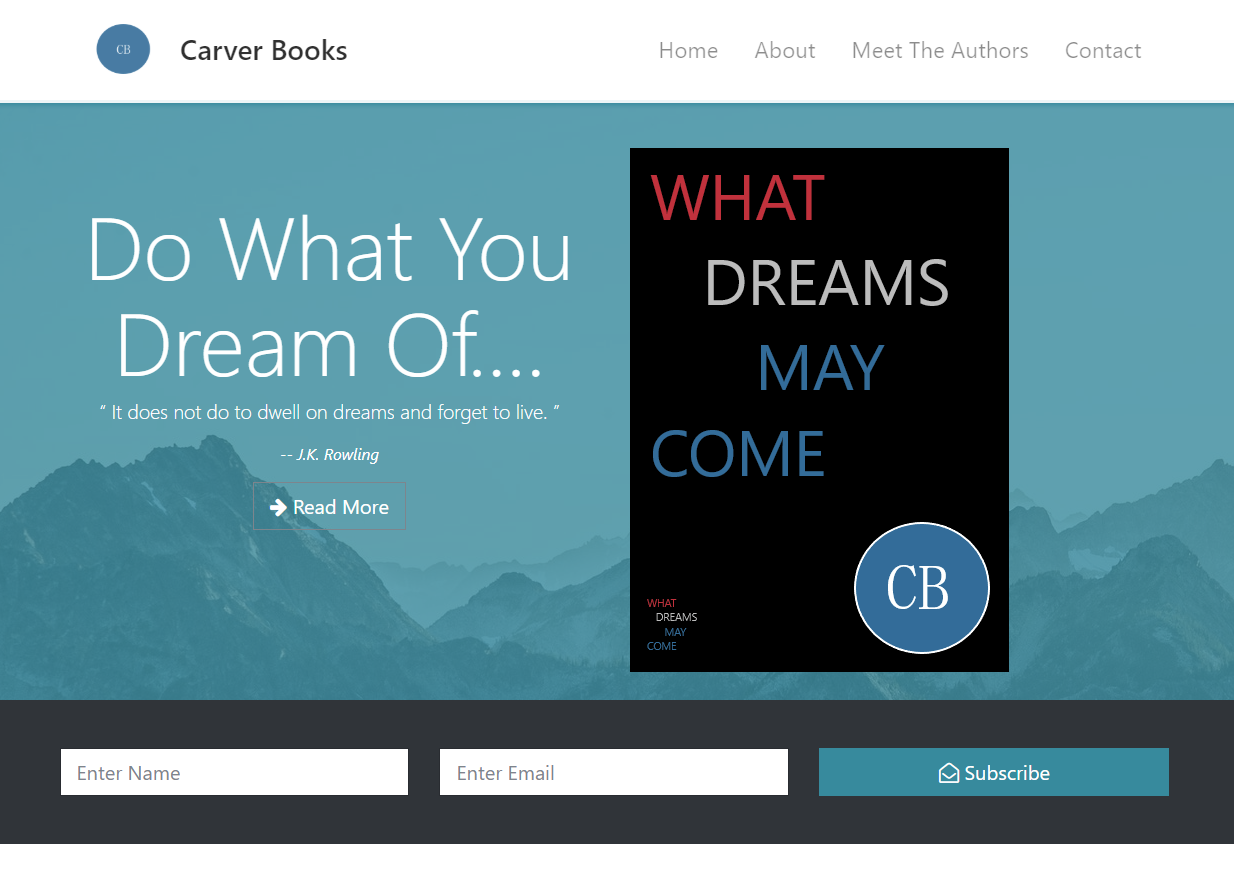 CB
Carver Books
Home
About
Meet The Authors
Contact
Do What You
Dream Of....
“ It does not do to dwell on dreams and forget to live. ”
-- J.K. Rowling
Read More
WHAT
DREAMS
MAY
COME
CB
WHAT
DREAMS
MAY
COME
Enter Name
Enter Email
Subscribe